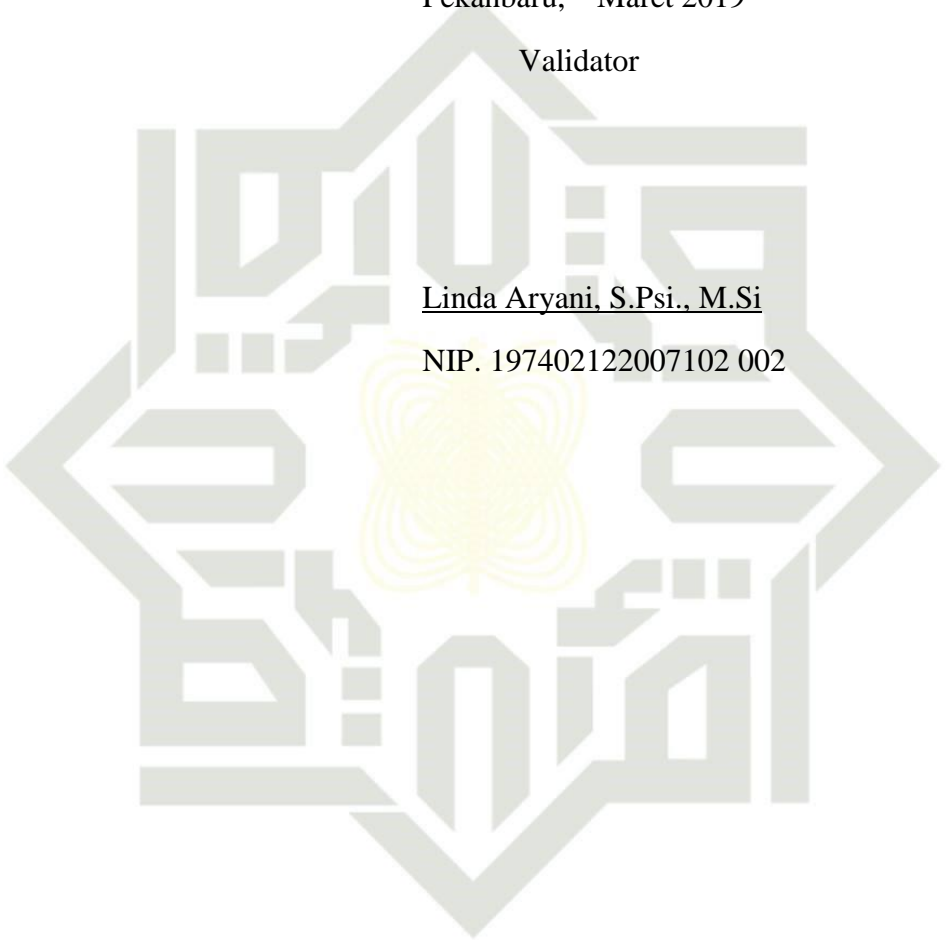 Pekanbaru, Maret 2019
Validator
Linda Aryani, S.Psi., M.Si
NIP. 197402122007102 002